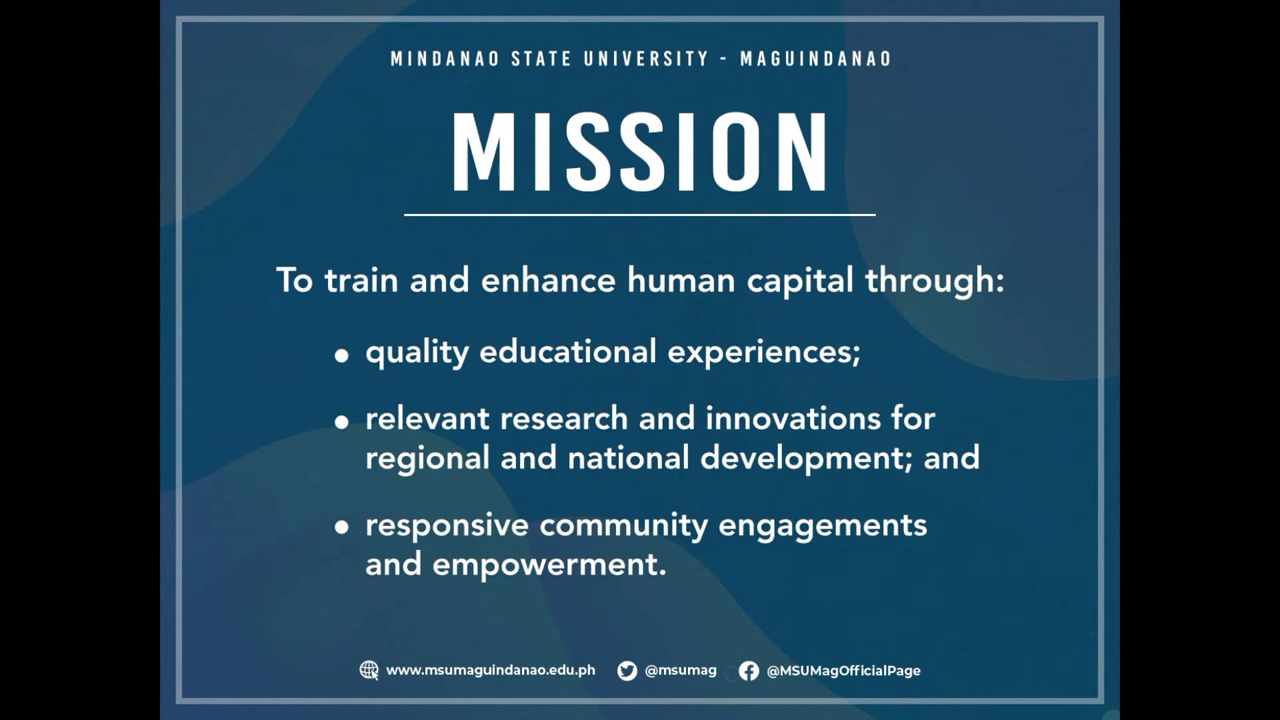 MINDANAO STATE UNIVERSITY - MAGUINDANAO
MISSION
To train and enhance human capital through:
• quality educational experiences;
• relevant research and innovations for
regional and national development; and
• responsive community engagements
and empowerment.
www.msumaguindanao.edu.ph @msumag @MSUMagOfficialPage